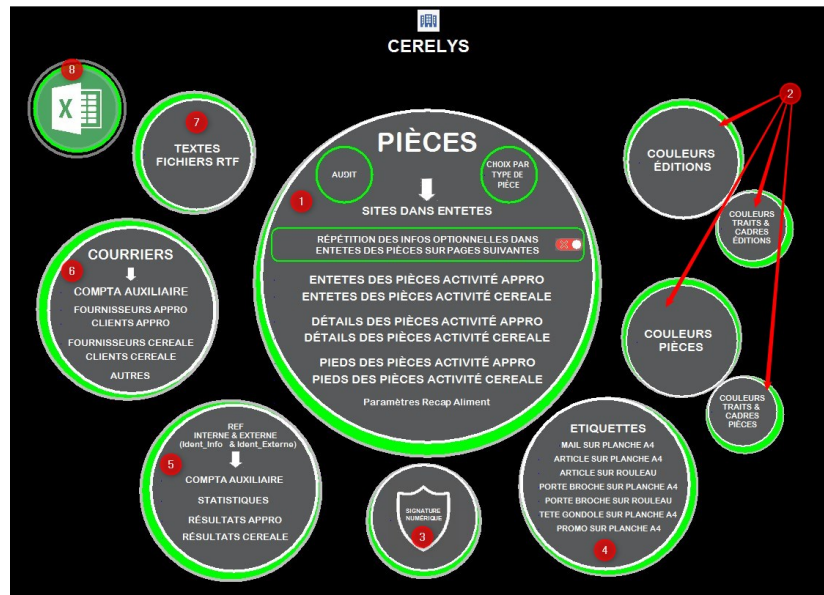 CERELYS
8
X
7
TEXTES
FICHIERS RTF
PIÈCES
AUDIT
CHOIX PAR
TYPE DE
PIÈCE
1
SITES DANS ENTETES
RÉPÉTITION DES INFOS OPTIONNELLES DANS
ENTETES DES PIÈCES SUR PAGES SUIVANTES
ENTETES DES PIÈCES ACTIVITÉ APPRO
ENTETES DES PIÈCES ACTIVITÉ CEREALE
DÉTAILS DES PIÈCES ACTIVITÉ APPRO
DÉTAILS DES PIÈCES ACTIVITÉ CEREALE
PIEDS DES PIÈCES ACTIVITÉ APPRO
PIEDS DES PIÈCES ACTIVITÉ CEREALE
Paramètres Recap Aliment
2
COULEURS
ÉDITIONS
COULEURS
TRAITS &
CADRES
ÉDITIONS
COULEURS
PIÈCES
COULEURS
TRAITS &
CADRES
PIÈCES
COURRIERS
6
COMPTA AUXILIAIRE
FOURNISSEURS APPRO
CLIENTS APPRO
FOURNISSEURS CEREALE
CLIENTS CEREALE
AUTRES
REF
INTERNE & EXTERNE
(Ident_Info & Ident_Externe)
5
COMPTA AUXILIAIRE
STATISTIQUES
RÉSULTATS APPRO
RÉSULTATS CEREALE
SIGNATURE
NUMÉRIQUE
3
ETIQUETTES
MAIL SUR PLANCHE A4
ARTICLE SUR PLANCHE A4
ARTICLE SUR ROULEAU
PORTE BROCHE SUR PLANCHE A4
PORTE BROCHE SUR ROULEAU
TETE GONDOLE SUR PLANCHE A4
PROMO SUR PLANCHE A4
4